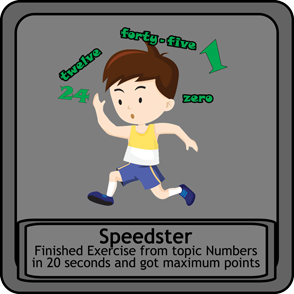 forty - five
1
twelve
24
zero
Speedster
Finished Exercise from topic Numbers
in 20 seconds and got maximum points